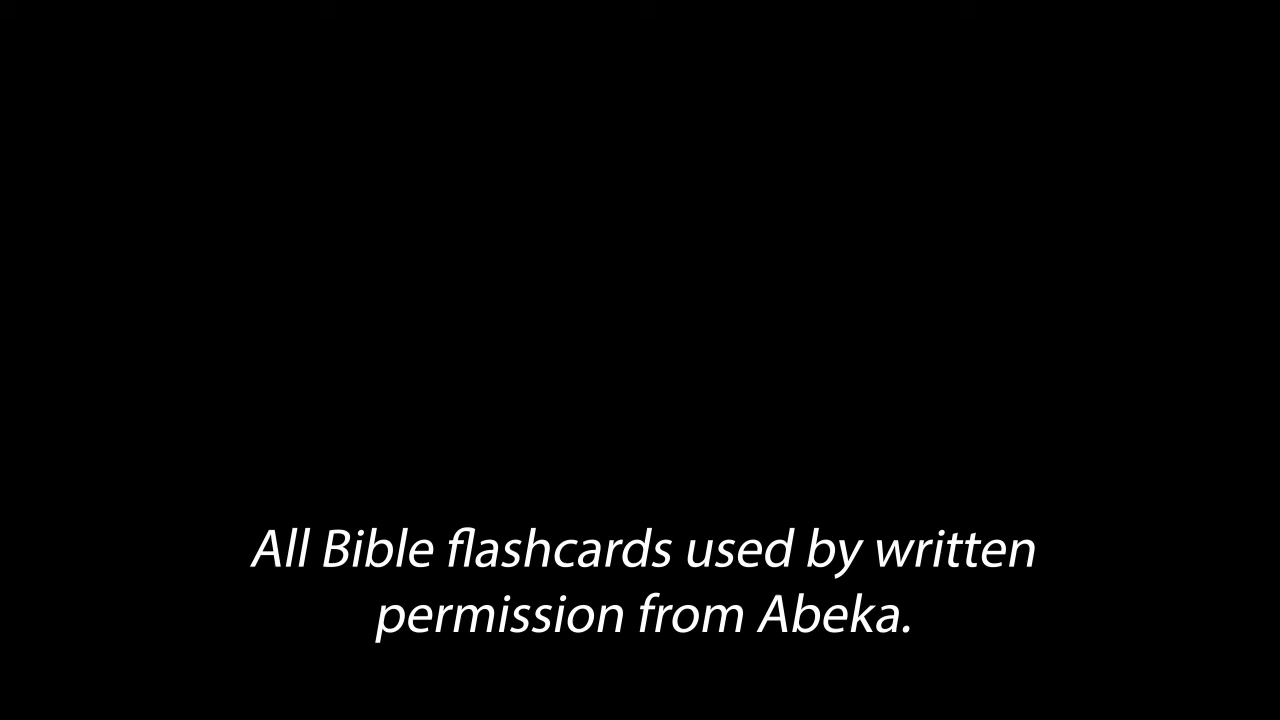 All Bible flashcards used by written
permission from Abeka.